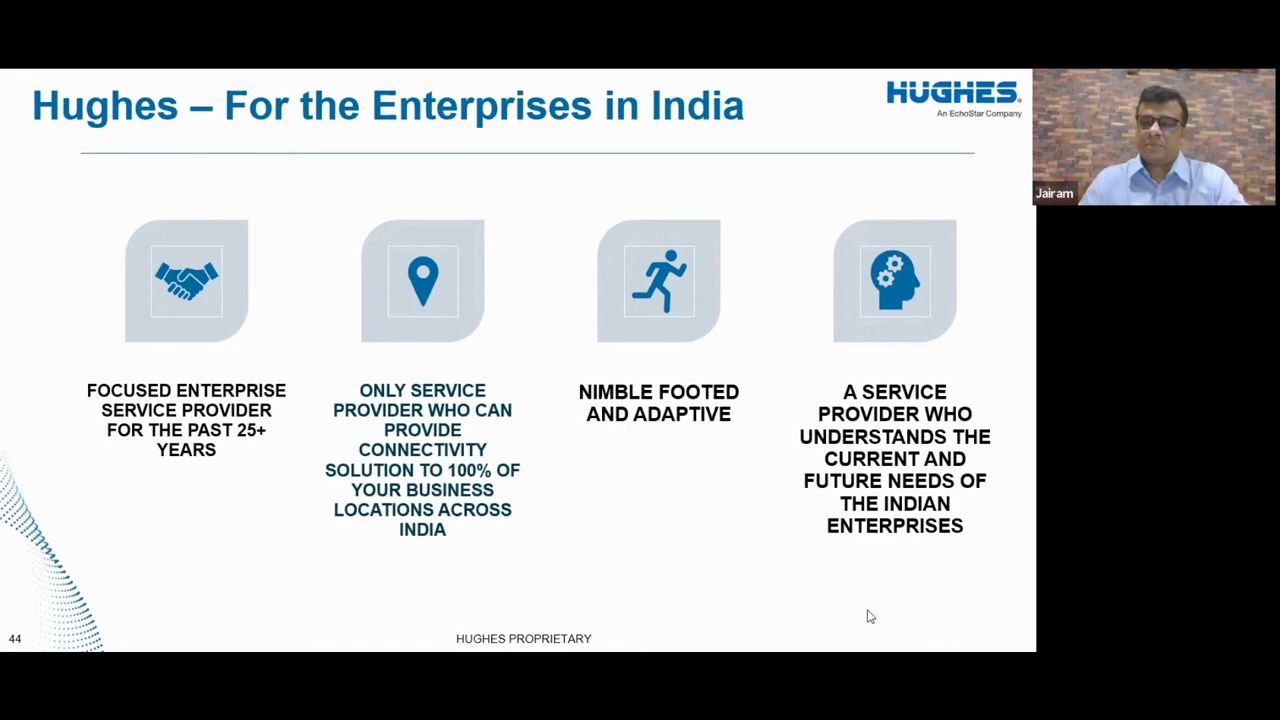 Hughes – For the Enterprises in India
HUGHES®
An EchoStar Company
Jairam
FOCUSED ENTERPRISE
SERVICE PROVIDER
FOR THE PAST 25+
YEARS
ONLY SERVICE
PROVIDER WHO CAN
PROVIDE
CONNECTIVITY
SOLUTION TO 100% OF
YOUR BUSINESS
LOCATIONS ACROSS
INDIA
NIMBLE FOOTED
AND ADAPTIVE
A SERVICE
PROVIDER WHO
UNDERSTANDS THE
CURRENT AND
FUTURE NEEDS OF
THE INDIAN
ENTERPRISES
44
HUGHES PROPRIETARY